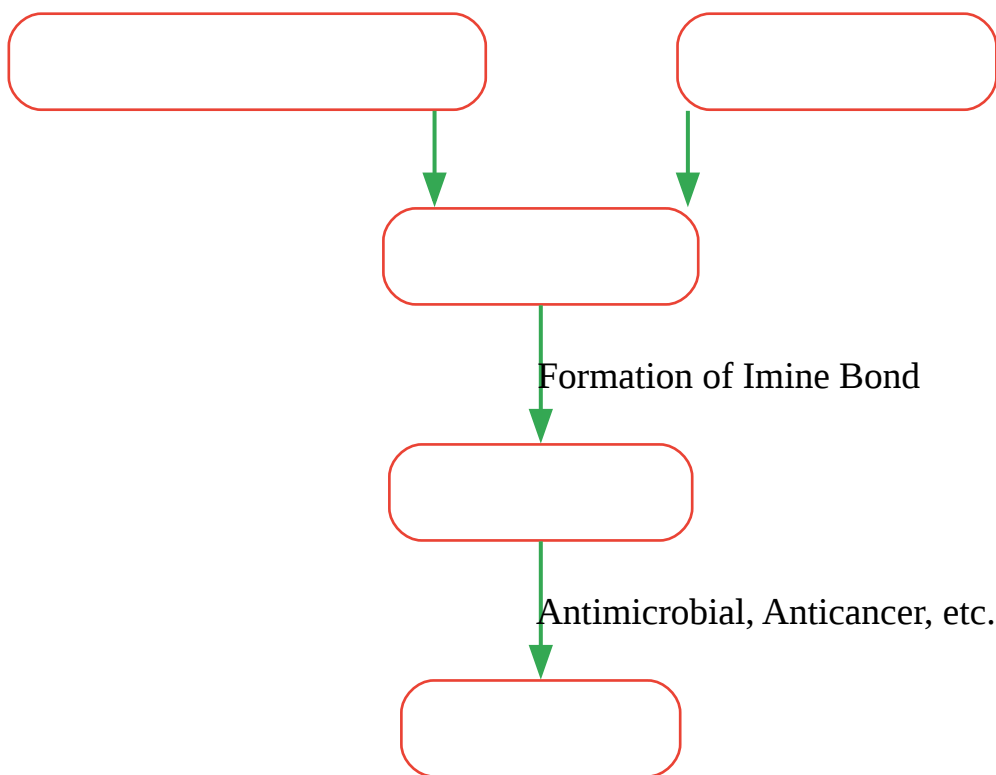 Formation of Imine Bond
Antimicrobial, Anticancer, etc.